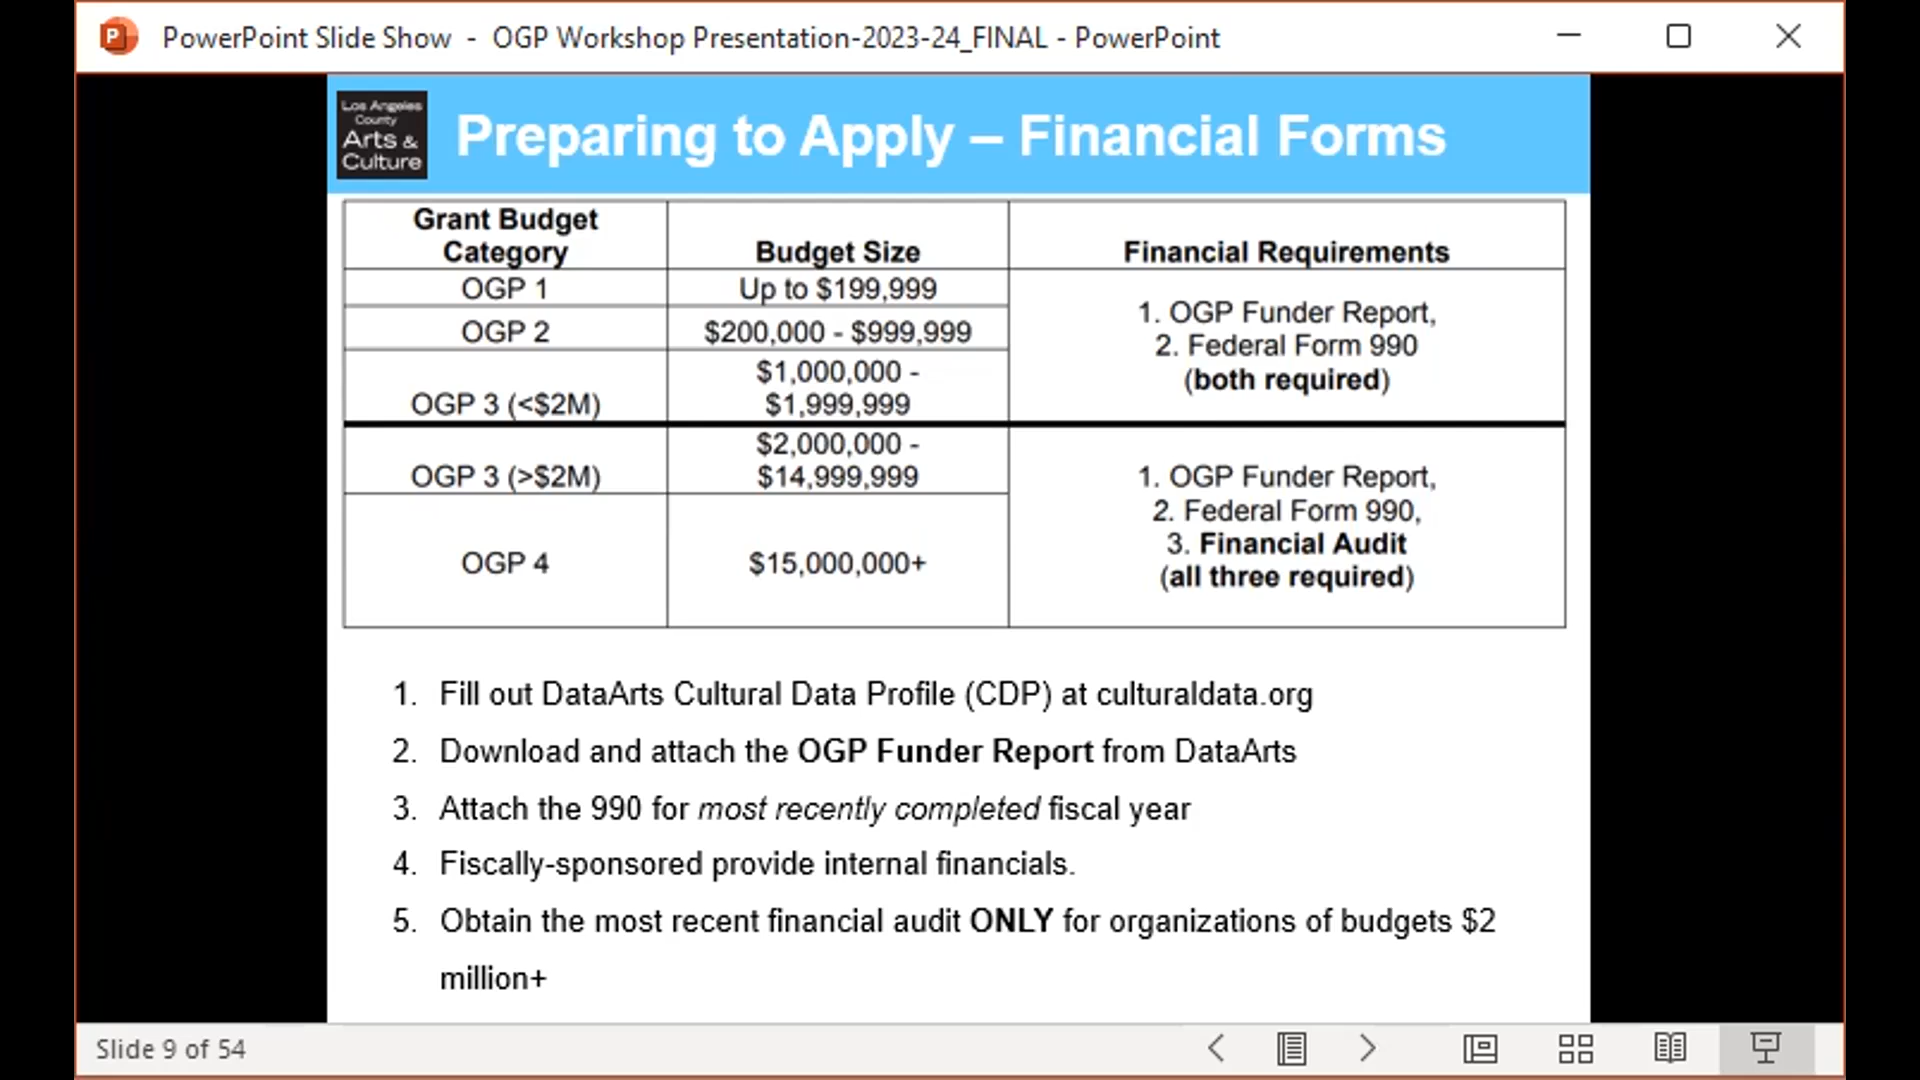 PowerPoint Slide Show - OGP Workshop Presentation-2023-24_FINAL - PowerPoint
Los Angeles
County
Arts &
Culture
Preparing to Apply – Financial Forms
Grant Budget
Category
Budget Size
Financial Requirements
OGP 1
Up to $199,999
OGP 2
$200,000 - $999,999
OGP 3 (<$2M)
$1,000,000 -
$1,999,999
1. OGP Funder Report,
2. Federal Form 990
(both required)
OGP 3 (>$2M)
$2,000,000 -
$14,999,999
OGP 4
$15,000,000+
1. OGP Funder Report,
2. Federal Form 990,
3. Financial Audit
(all three required)
1. Fill out DataArts Cultural Data Profile (CDP) at culturaldata.org
2. Download and attach the OGP Funder Report from DataArts
3. Attach the 990 for most recently completed fiscal year
4. Fiscally-sponsored provide internal financials.
5. Obtain the most recent financial audit ONLY for organizations of budgets $2
million+
Slide 9 of 54